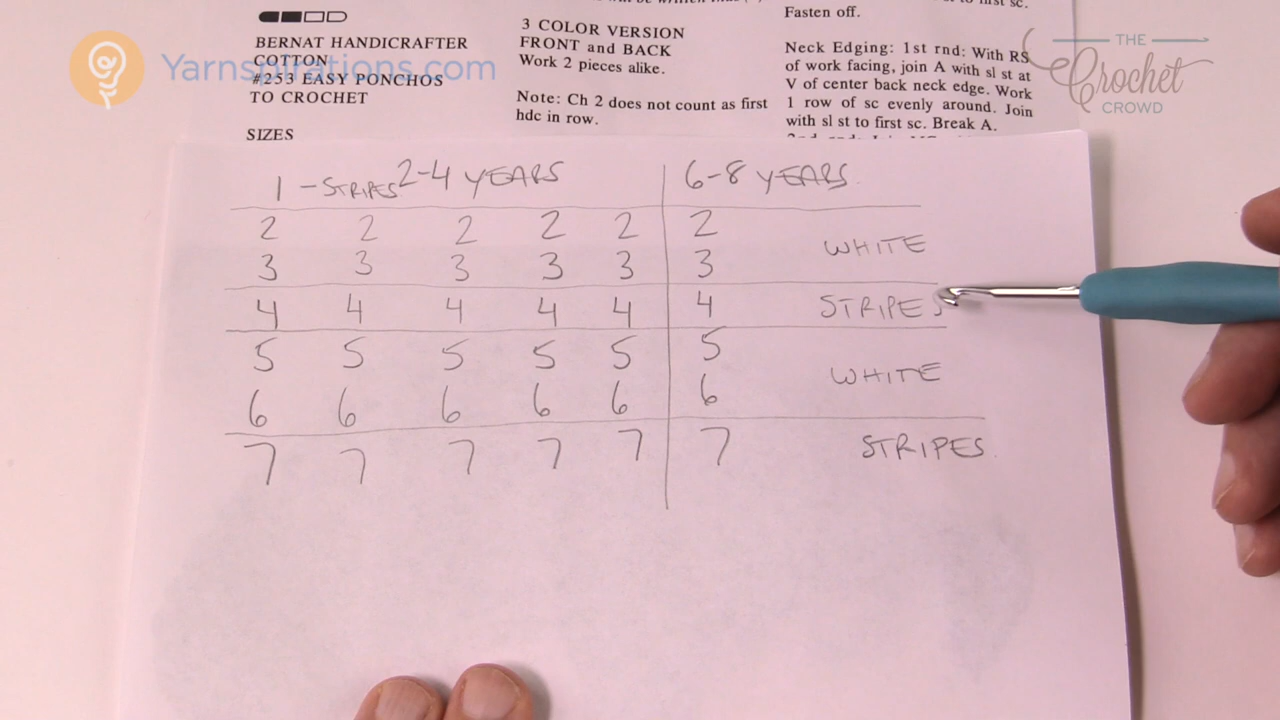 BERNAT HANDICRAFTER
COTTON
#253 EASY PONCHOS
TO CROCHET
SIZES
Yarnspirations.com
3 COLOR VERSION
FRONT and BACK
Work 2 pieces alike.
Note: Ch 2 does not count as first
hdc in row.
first sc.
Fasten off.
Neck Edging: 1st rnd: With RS
of work facing, join A with sl st at
V of center back neck edge. Work
1 row of sc evenly around. Join
with sl st to first sc. Break A.
THE
Crochet
CROWD
1 - STRIPES 2-4 YEARS 6-8 YEARS
2 2 2 2 2 2
WHITE
3 3 3 3 3 3
4 4 4 4 4 4 STRIPES
5 5 5 5 5 5
WHITE
6 6 6 6 6 6
7 7 7 7 7 7 STRIPES.